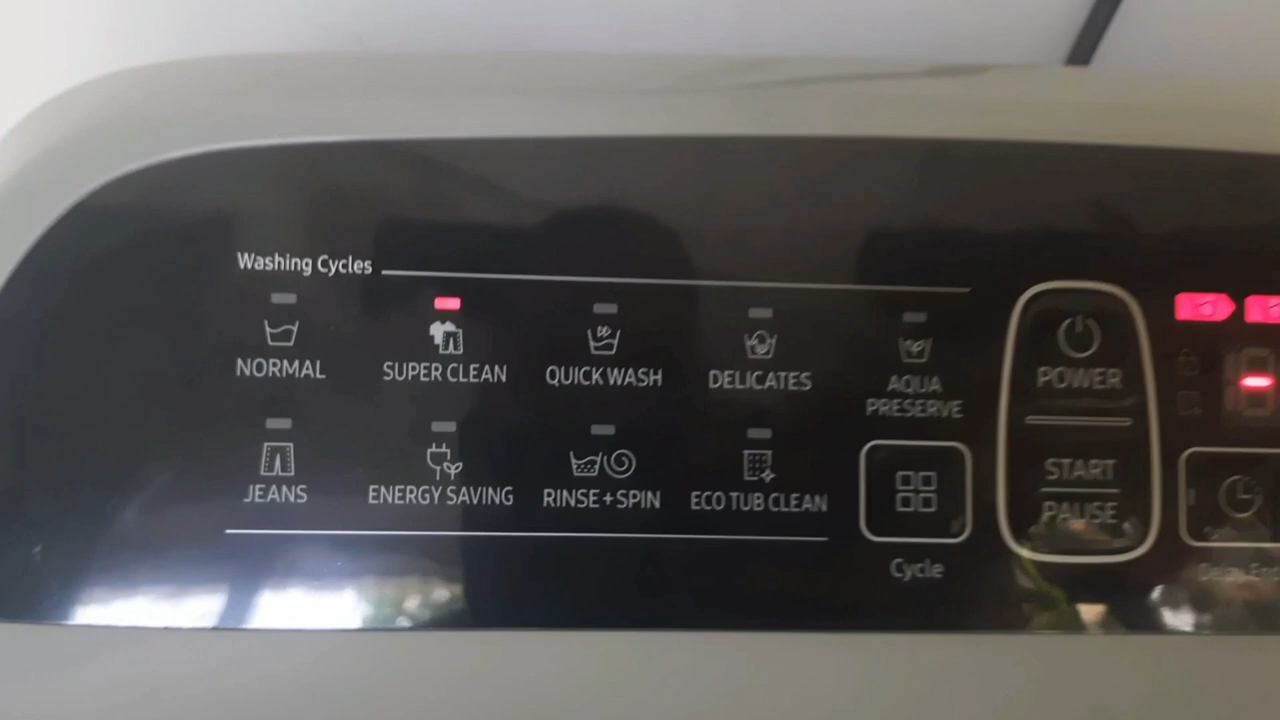 Washing Cycles
NORMAL
SUPER CLEAN
QUICK WASH
DELICATES
AQUA
PRESERVE
POWER
JEANS
ENERGY SAVING
RINSE+SPIN
ECO TUB CLEAN
START
PAUSE
Cycle